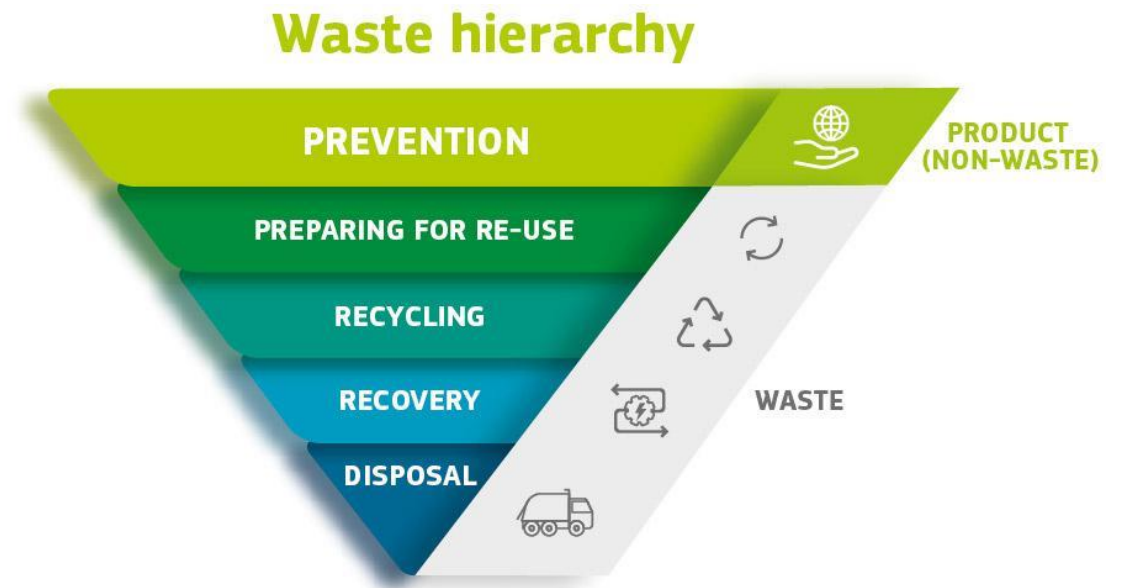 Waste hierarchy
PREVENTION
PRODUCT
(NON-WASTE)
PREPARING FOR RE-USE
RECYCLING
RECOVERY
WASTE
DISPOSAL